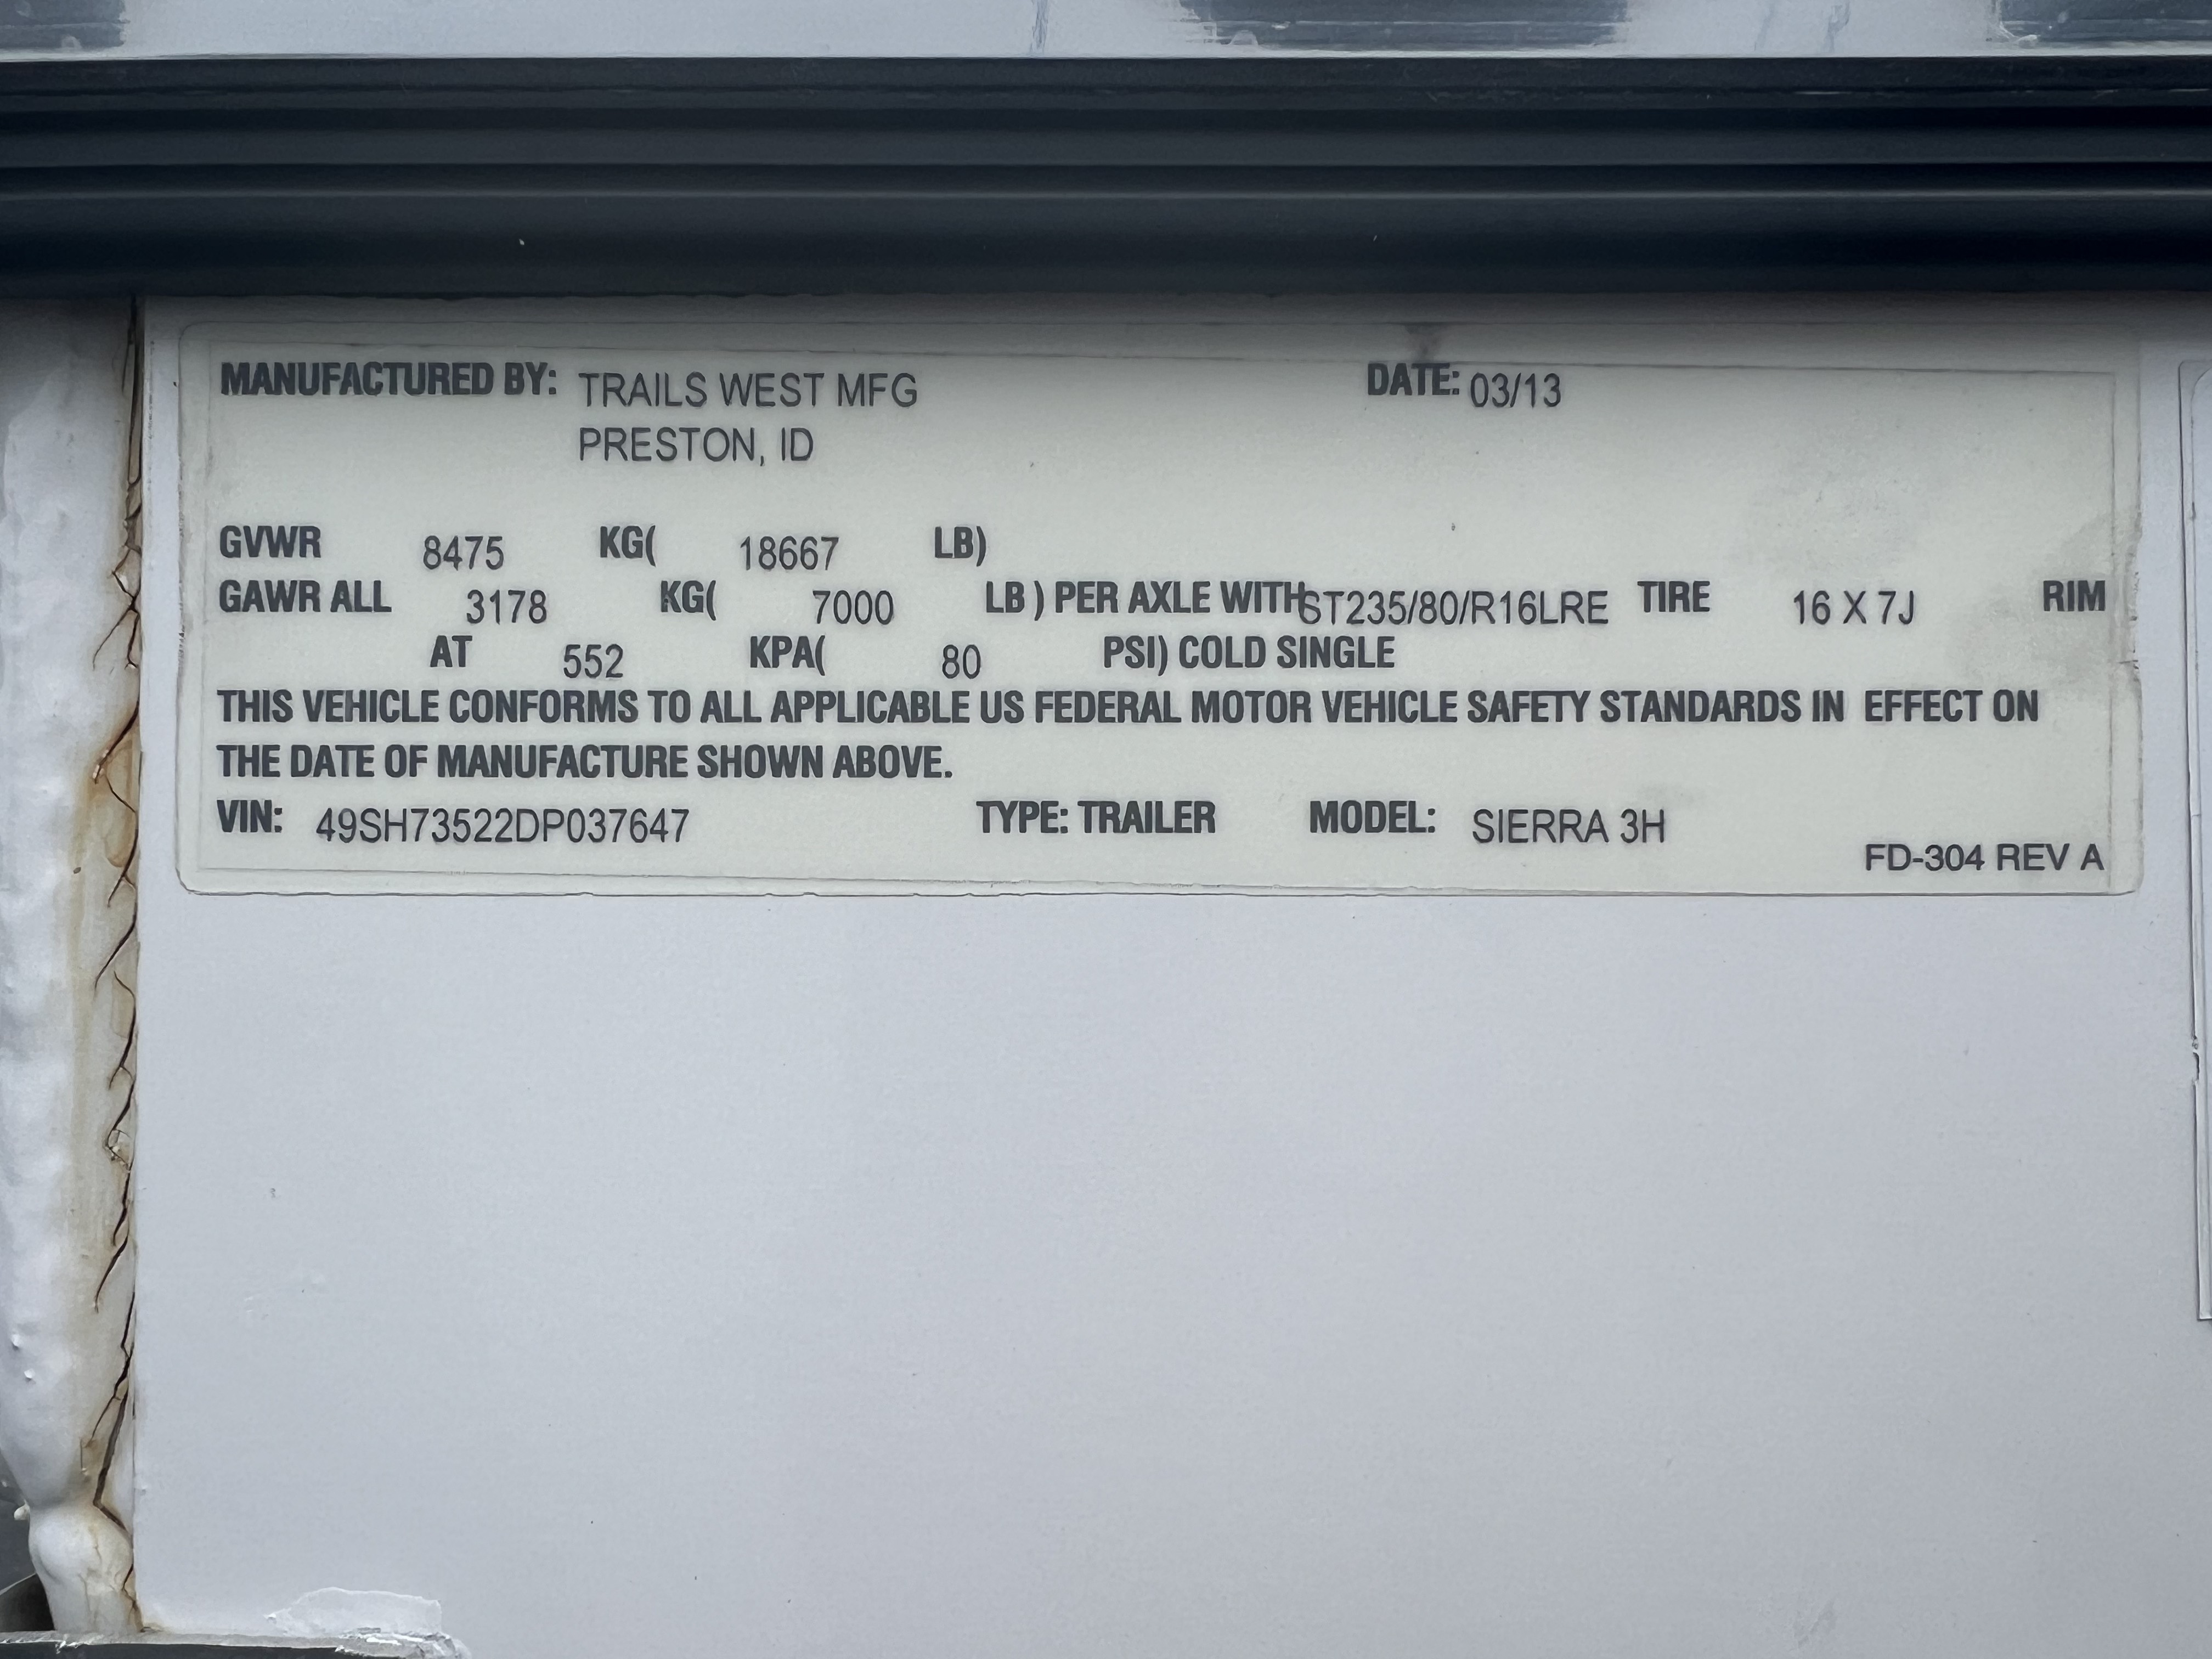 MANUFACTURED BY: TRAILS WEST MFG DATE: 03/13
PRESTON, ID
GVWR 8475 KG( 18667 LB)
GAWR ALL 3178 KG( 7000 LB ) PER AXLE WITH ST235/80/R16LRE TIRE 16 X 7J RIM
AT 552 KPA( 80 PSI) COLD SINGLE
THIS VEHICLE CONFORMS TO ALL APPLICABLE US FEDERAL MOTOR VEHICLE SAFETY STANDARDS IN EFFECT ON
THE DATE OF MANUFACTURE SHOWN ABOVE.
VIN: 49SH73522DP037647 TYPE: TRAILER MODEL: SIERRA 3H
FD-304 REV A